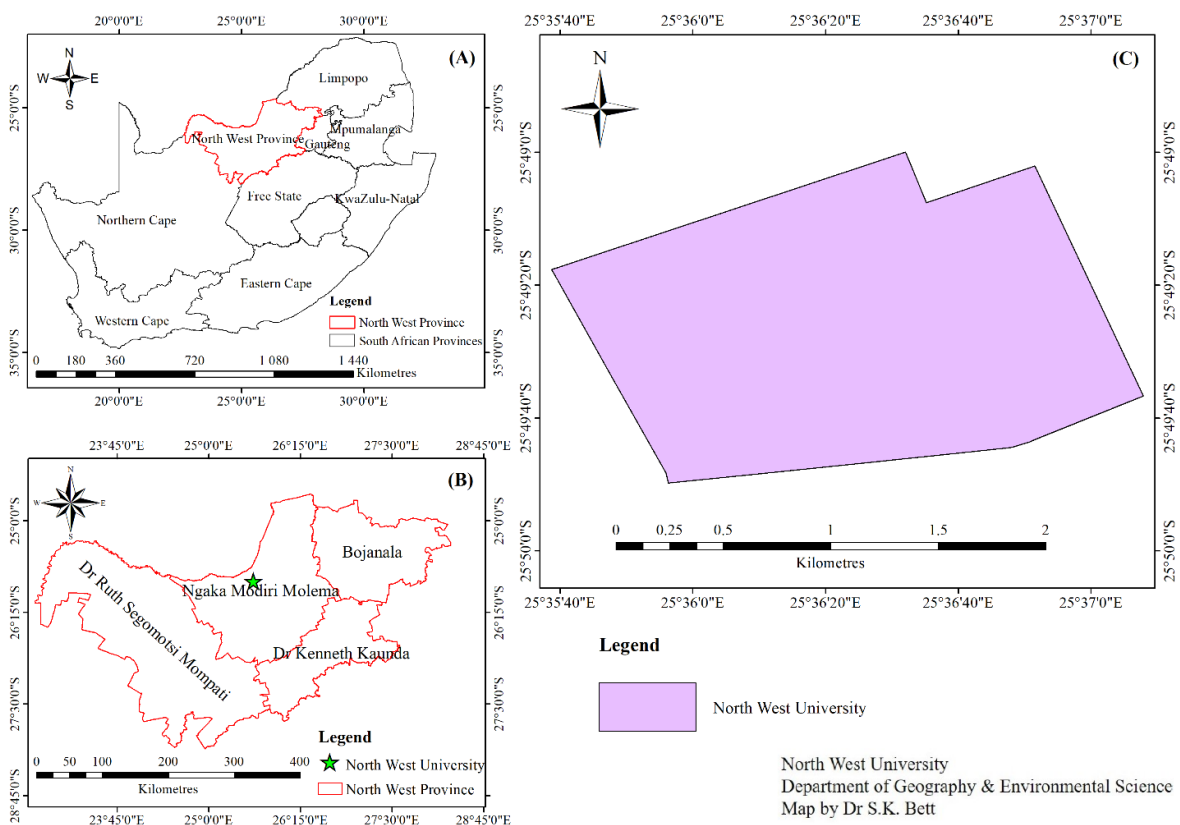 20°0'0"E 25°0'0"E 30°0'0"E
(A)
N
W E
S
25°0'0"S
30°0'0"S
35°0'0"S
25°0'0"S
30°0'0"S
35°0'0"S
Limpopo
North West Province
Mpumalanga
Gauteng
Free State
KwaZulu-Natal
Northern Cape
Eastern Cape
Western Cape
Legend
North West Province
South African Provinces
0 180 360 720 1 080 1 440
Kilometres
20°0'0"E 25°0'0"E 30°0'0"E
23°45'0"E 25°0'0"E 26°15'0"E 27°30'0"E 28°45'0"E
(B)
N
W E
S
25°0'0"S
26°15'0"S
27°30'0"S
28°45'0"S
25°0'0"S
26°15'0"S
27°30'0"S
28°45'0"S
Bojanala
Ngaka Modiri Molema
Dr Ruth Segomotsi Mompati
Dr Kenneth Kaunda
Legend
North West University
North West Province
0 50 100 200 300 400
Kilometres
23°45'0"E 25°0'0"E 26°15'0"E 27°30'0"E 28°45'0"E
25°35'40"E 25°36'0"E 25°36'20"E 25°36'40"E 25°37'0"E
(C)
N
25°49'0"S
25°49'20"S
25°49'40"S
25°50'0"S
25°49'0"S
25°49'20"S
25°49'40"S
25°50'0"S
0 0,25 0,5 1 1,5 2
Kilometres
25°35'40"E 25°36'0"E 25°36'20"E 25°36'40"E 25°37'0"E
Legend
North West University
North West University
Department of Geography & Environmental Science
Map by Dr S.K. Bett